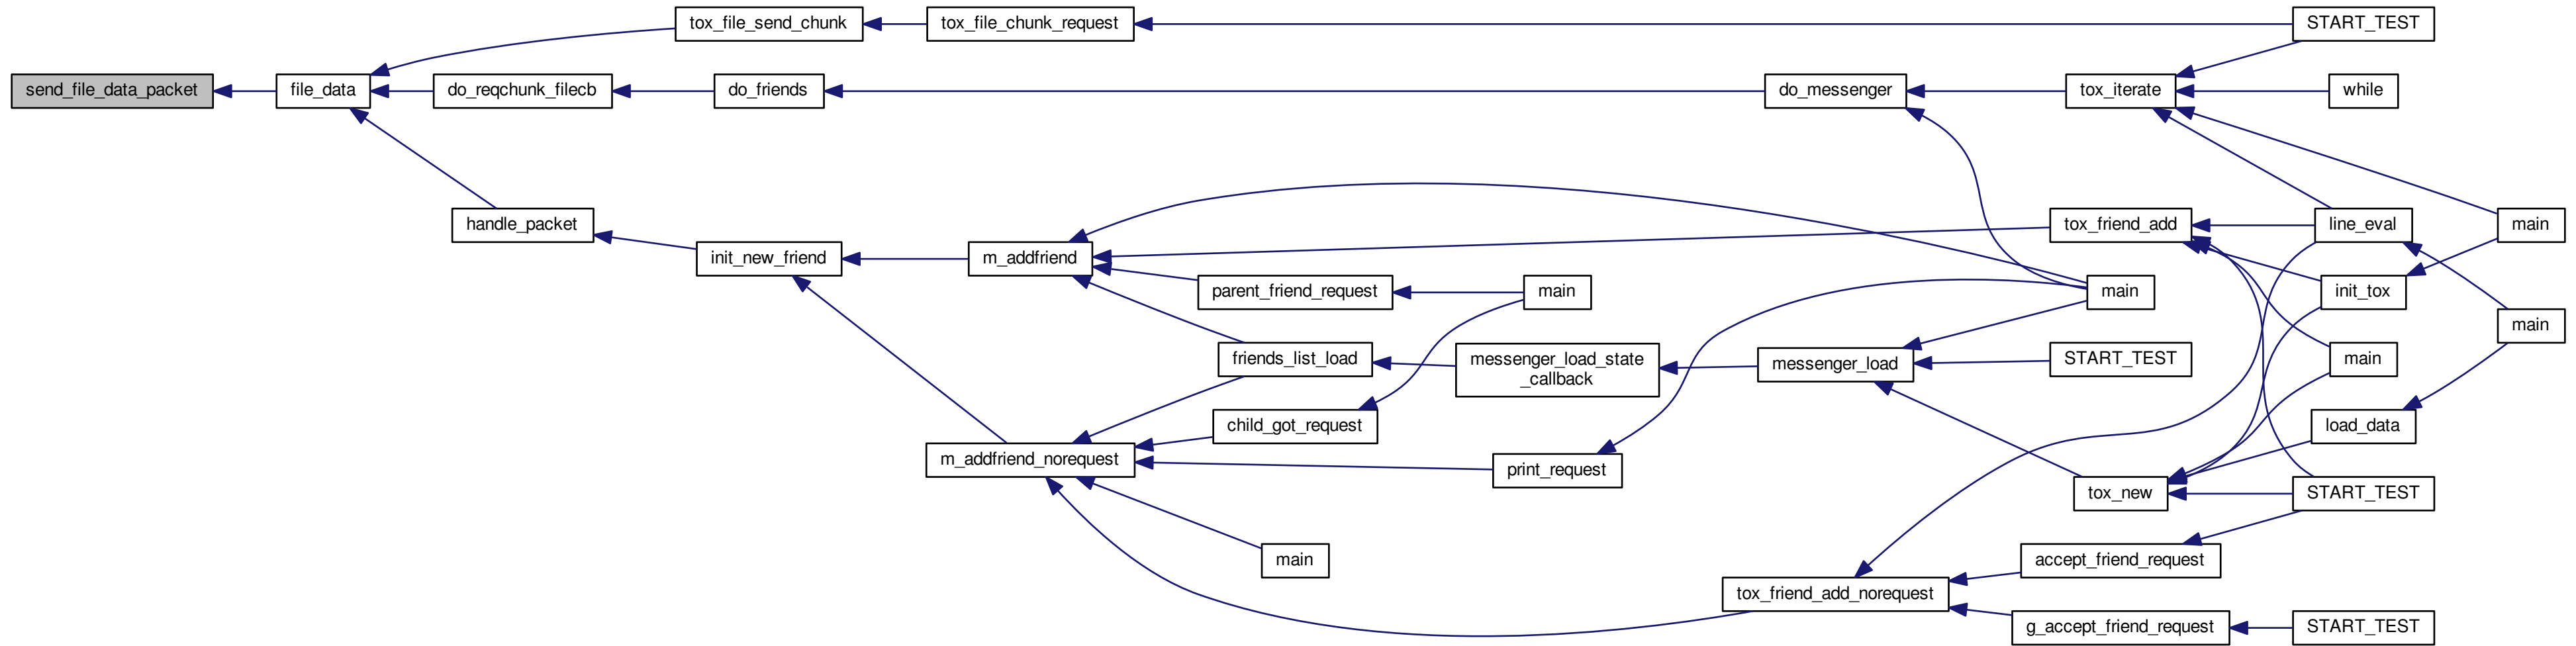 tox_file_send_chunk
tox_file_chunk_request
START_TEST
send_file_data_packet
file_data
do_reqchunk_filecb
do_friends
do_messenger
tox_iterate
while
handle_packet
tox_friend_add
line_eval
main
init_new_friend
m_addfriend
parent_friend_request
main
main
init_tox
main
friends_list_load
messenger_load_state
_callback
messenger_load
START_TEST
main
child_got_request
load_data
m_addfriend_norequest
print_request
tox_new
START_TEST
main
accept_friend_request
tox_friend_add_norequest
g_accept_friend_request
START_TEST